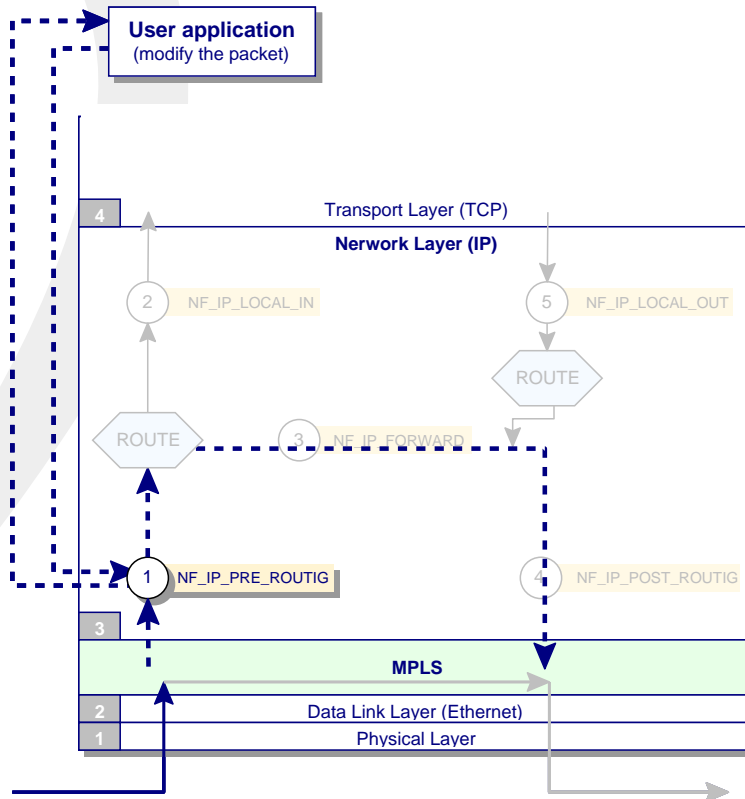 User application
(modify the packet)
4
Transport Layer (TCP)
Nerwork Layer (IP)
2
NF_IP_LOCAL_IN
5
NF_IP_LOCAL_OUT
ROUTE
ROUTE
3
NF_IP_FORWARD
1
NF_IP_PRE_ROUTIG
4
NF_IP_POST_ROUTIG
3
MPLS
2
Data Link Layer (Ethernet)
1
Physical Layer